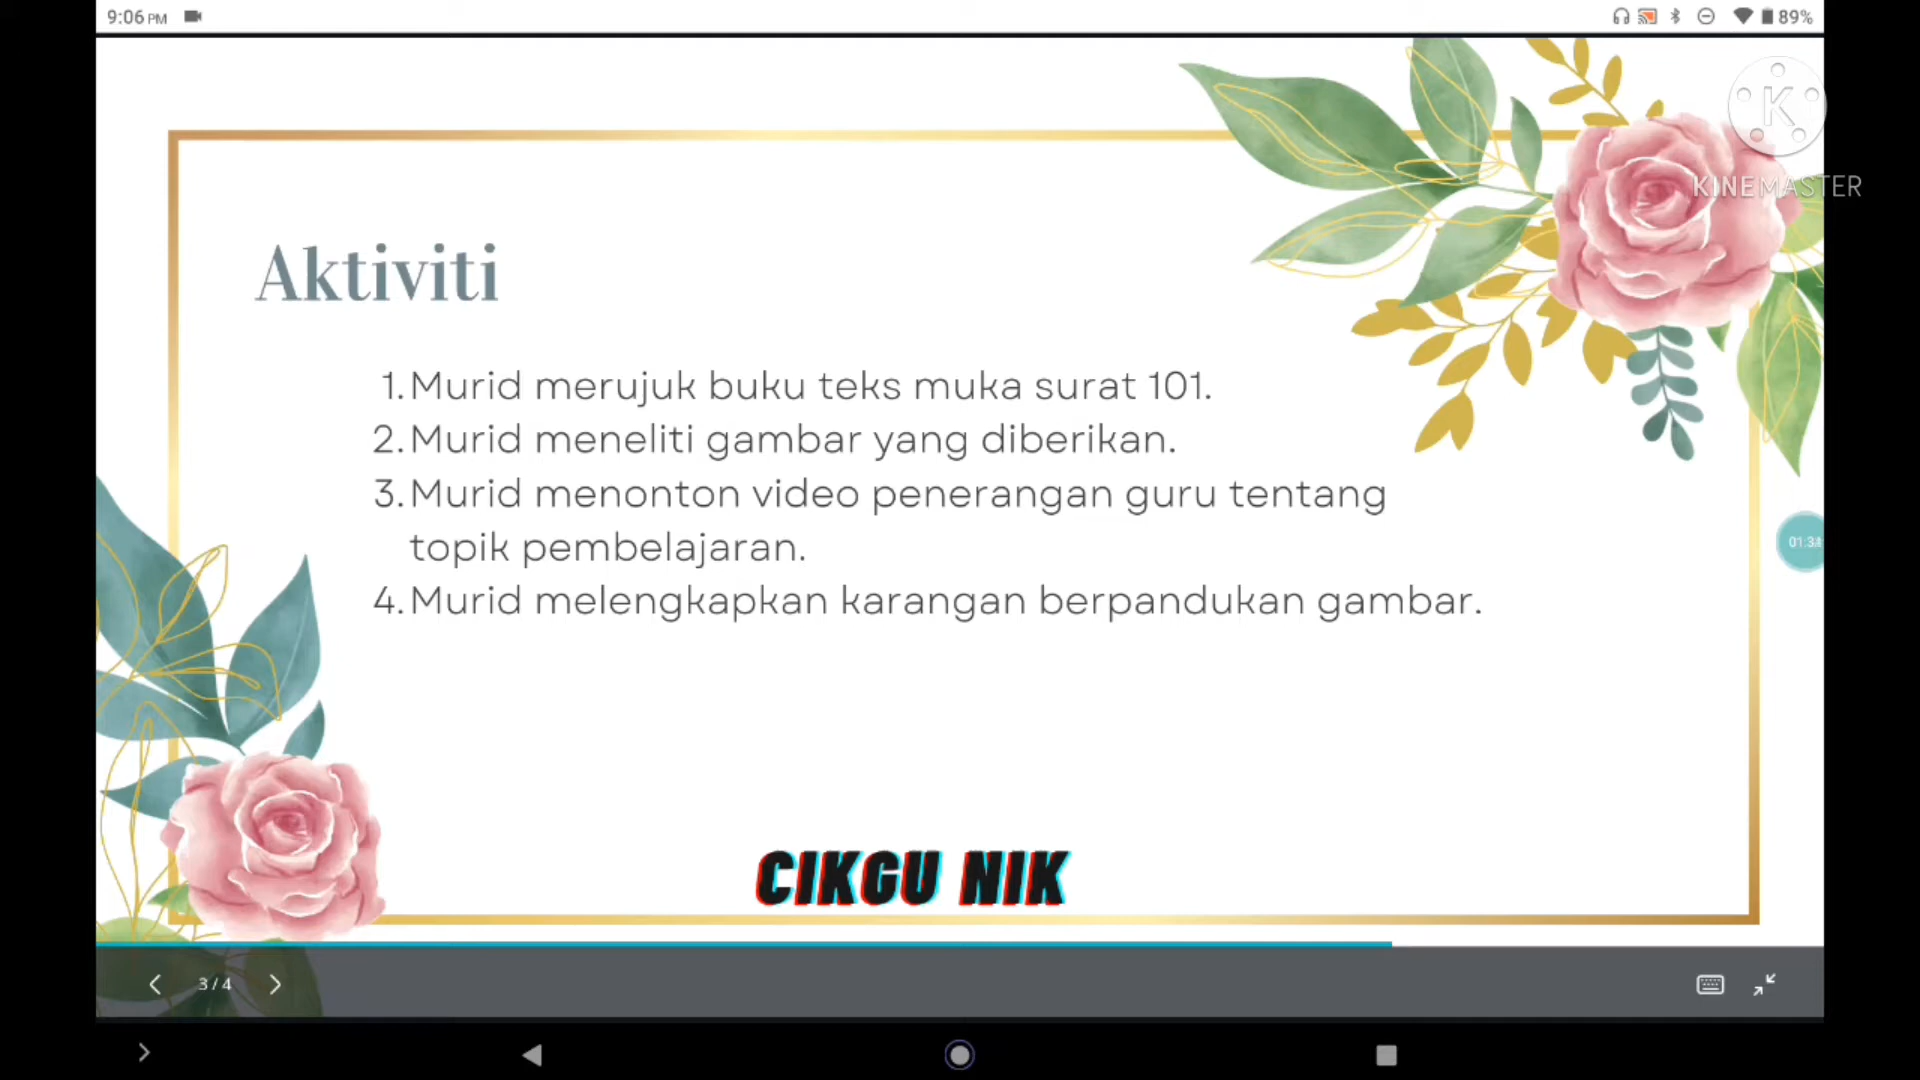 9:06 PM
89%
K
KINEMASTER
Aktiviti
1. Murid merujuk buku teks muka surat 101.
2. Murid meneliti gambar yang diberikan.
3. Murid menonton video penerangan guru tentang
topik pembelajaran.
4. Murid melengkapkan karangan berpandukan gambar.
CIKGU NIK
3 / 4